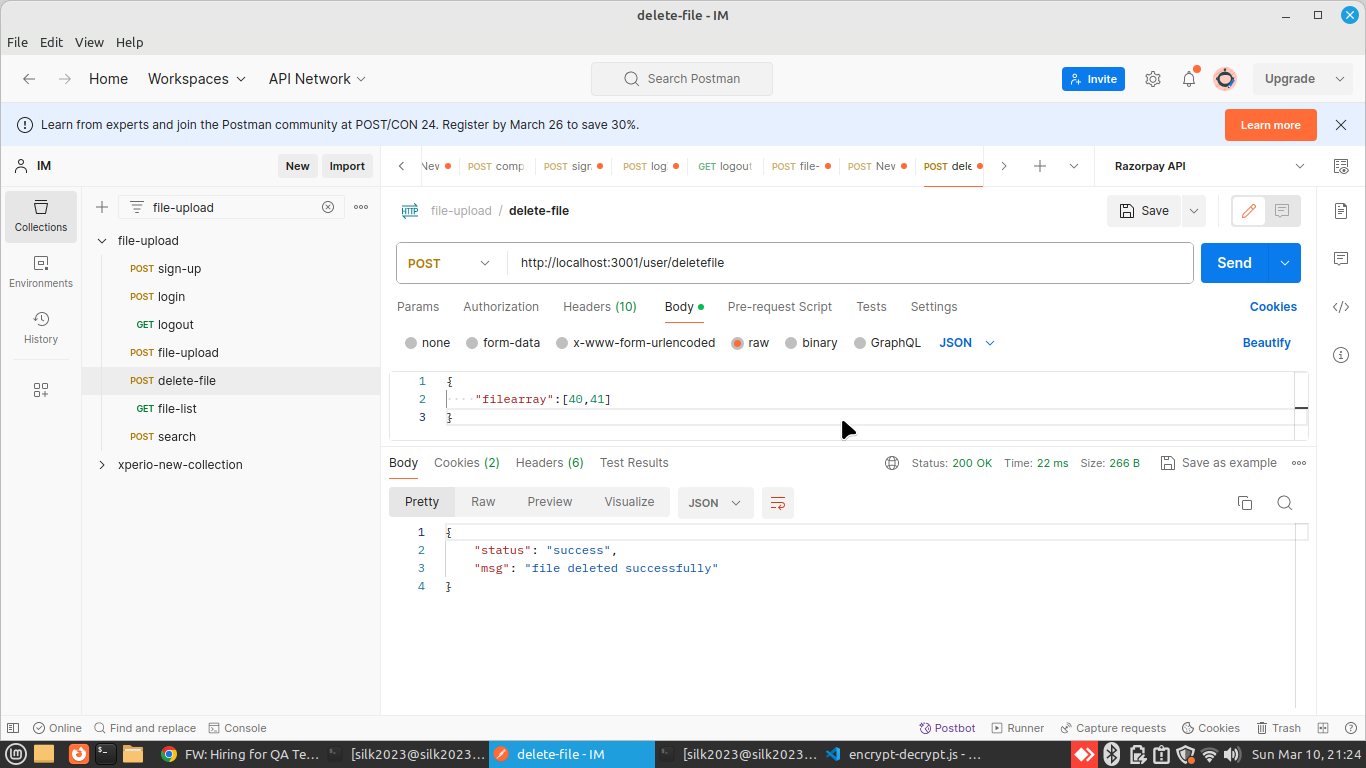 delete-file - IM
File Edit View Help
Home Workspaces API Network Search Postman Invite Upgrade
Learn from experts and join the Postman community at POST/CON 24. Register by March 26 to save 30%. Learn more
IM New Import
New POST comp POST sign POST log GET logout POST file- POST New POST dele Razorpay API
Collections
Environments
History
file-upload
file-upload
POST sign-up
POST login
GET logout
POST file-upload
POST delete-file
GET file-list
POST search
xperio-new-collection
HTTP file-upload / delete-file Save
POST http://localhost:3001/user/deletefile Send
Params Authorization Headers (10) Body Pre-request Script Tests Settings Cookies
none form-data x-www-form-urlencoded raw binary GraphQL JSON Beautify
1 {
2 ····"filearray":[40,41]
3 }
Body Cookies (2) Headers (6) Test Results Status: 200 OK Time: 22 ms Size: 266 B Save as example
Pretty Raw Preview Visualize JSON
1 {
2 "status": "success",
3 "msg": "file deleted successfully"
4 }
Online Find and replace Console Postbot Runner Capture requests Cookies Trash
FW: Hiring for QA Te... [silk2023@silk2023... delete-file - IM [silk2023@silk2023... encrypt-decrypt.js - ... Sun Mar 10, 21:24